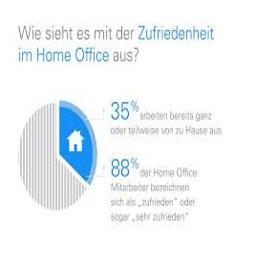 Wie sieht es mit der Zufriedenheit
im Home Office aus?
35% arbeiten bereits ganz
oder teilweise von zu Hause aus
88% der Home Office
Mitarbeiter bezeichnen
sich als „zufrieden“ oder
sogar „sehr zufrieden“